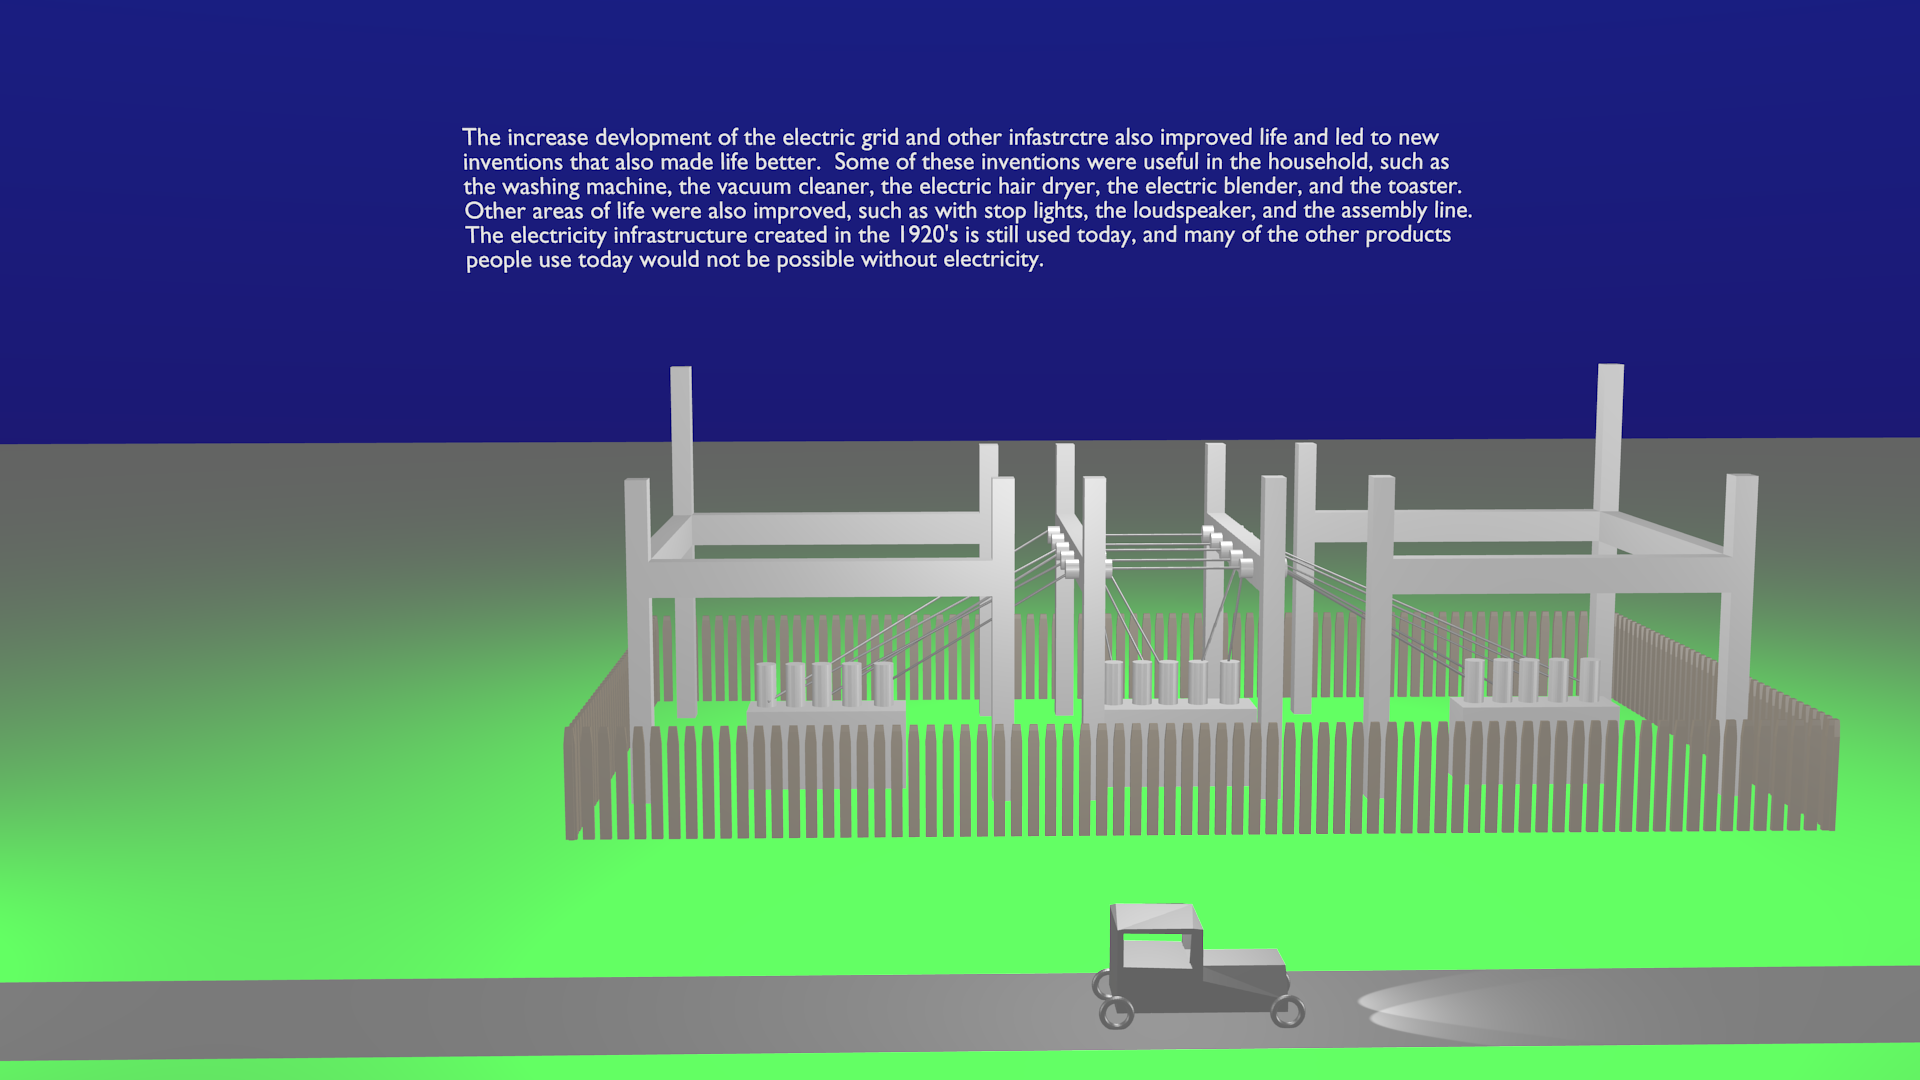 The increase devlopment of the electric grid and other infastrctre also improved life and led to new
inventions that also made life better.  Some of these inventions were useful in the household, such as
the washing machine, the vacuum cleaner, the electric hair dryer, the electric blender, and the toaster.
Other areas of life were also improved, such as with stop lights, the loudspeaker, and the assembly line.
The electricity infrastructure created in the 1920's is still used today, and many of the other products
people use today would not be possible without electricity.